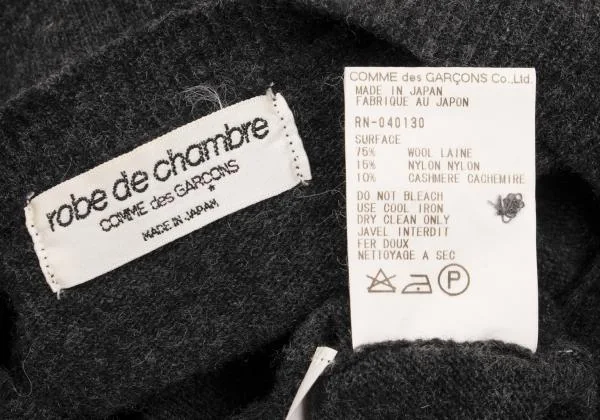 robe de chambre
COMME des GARÇONS
*
MADE IN JAPAN
COMME des GARÇONS Co.,Ltd.
MADE IN JAPAN
FABRIQUE AU JAPON
RN-040130
SURFACE
75% WOOL LAINE
15% NYLON NYLON
10% CASHMERE CACHEMIRE
DO NOT BLEACH
USE COOL IRON
DRY CLEAN ONLY
JAVEL INTERDIT
FER DOUX
NETTOYAGE A SEC
P